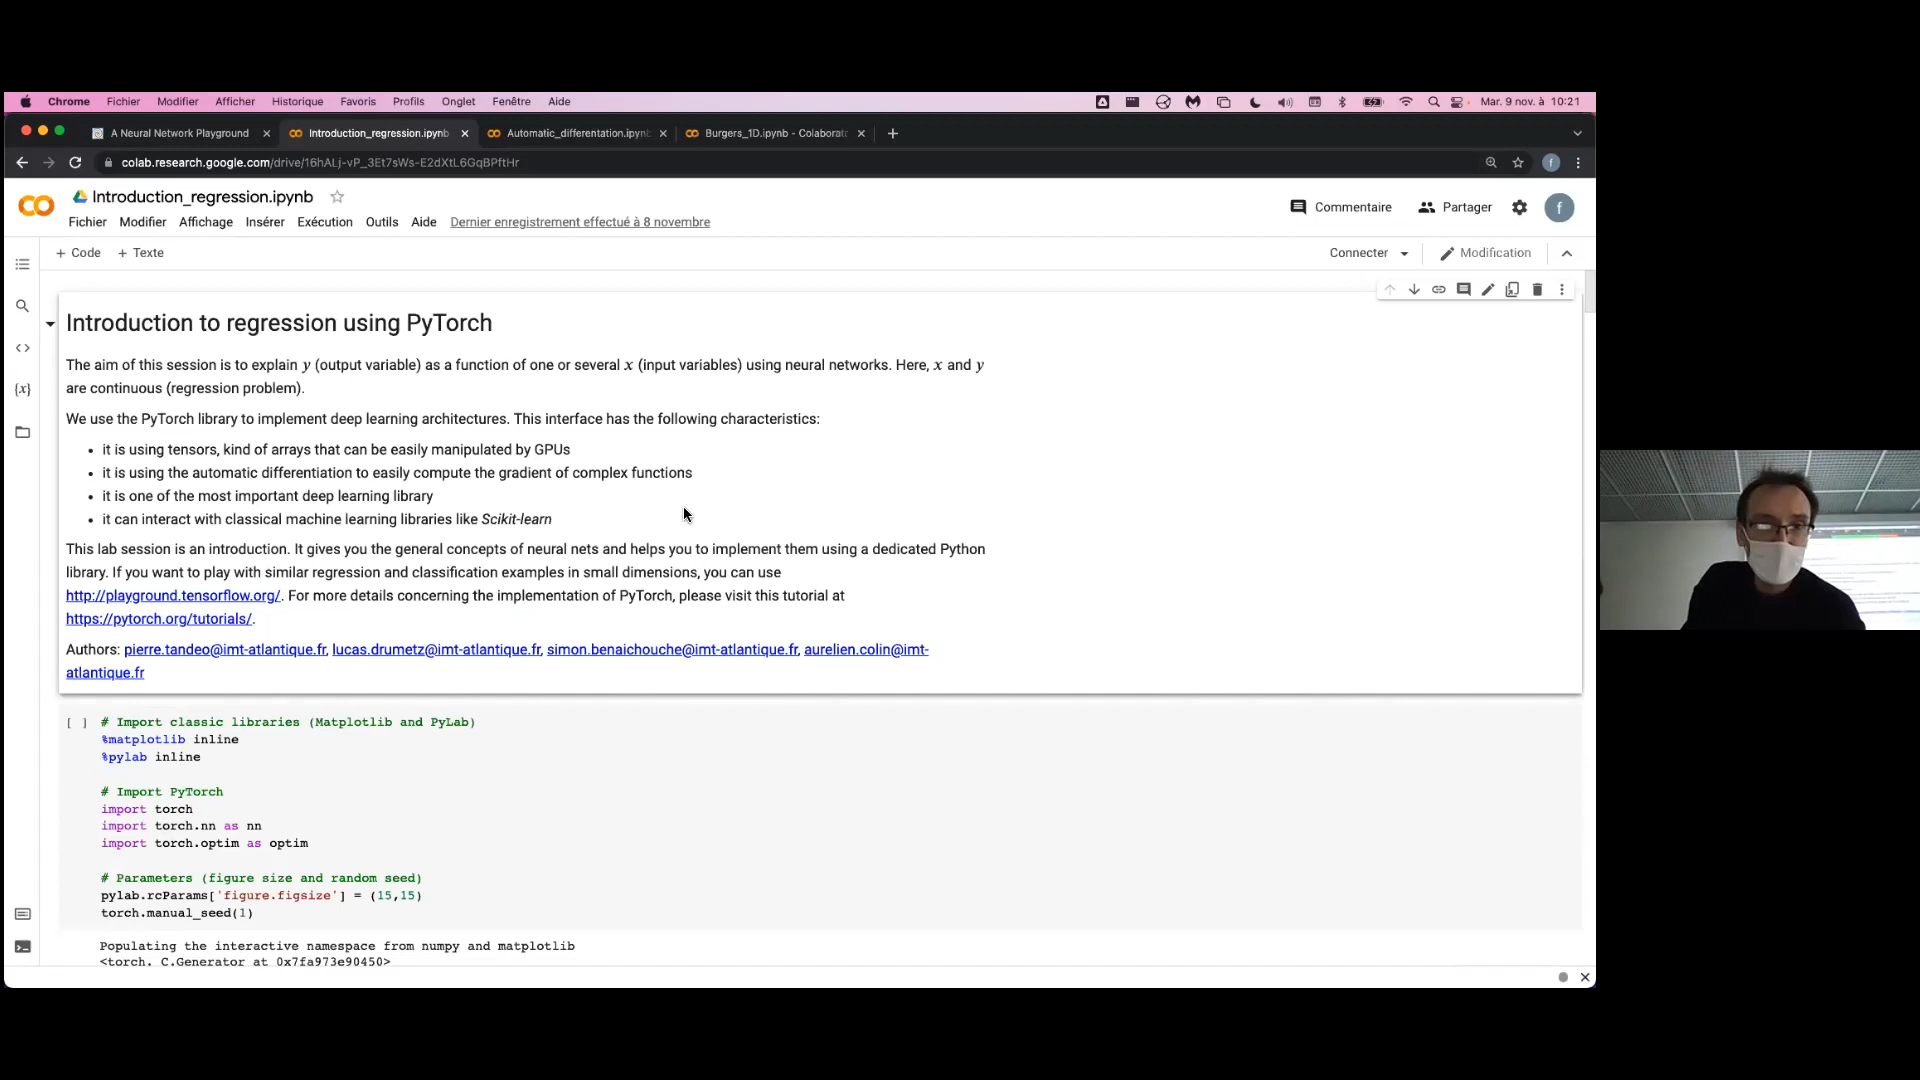 Chrome Fichier Modifier Afficher Historique Favoris Profils Onglet Fenêtre Aide Mar. 9 nov. à 10:21
A Neural Network Playground Introduction_regression.ipynb Automatic_differentation.ipynb Burgers_1D.ipynb - Colaborato
colab.research.google.com/drive/16hALj-vP_3Et7sWs-E2dXtL6GqBPftHr f
Introduction_regression.ipynb
Commentaire Partager f
Fichier Modifier Affichage Insérer Exécution Outils Aide Dernier enregistrement effectué à 8 novembre
+ Code + Texte Connecter Modification
Introduction to regression using PyTorch
The aim of this session is to explain y (output variable) as a function of one or several x (input variables) using neural networks. Here, x and y
are continuous (regression problem).
We use the PyTorch library to implement deep learning architectures. This interface has the following characteristics:
• it is using tensors, kind of arrays that can be easily manipulated by GPUs
• it is using the automatic differentiation to easily compute the gradient of complex functions
• it is one of the most important deep learning library
• it can interact with classical machine learning libraries like Scikit-learn
This lab session is an introduction. It gives you the general concepts of neural nets and helps you to implement them using a dedicated Python
library. If you want to play with similar regression and classification examples in small dimensions, you can use
http://playground.tensorflow.org/. For more details concerning the implementation of PyTorch, please visit this tutorial at
https://pytorch.org/tutorials/.
Authors: pierre.tandeo@imt-atlantique.fr, lucas.drumetz@imt-atlantique.fr, simon.benaichouche@imt-atlantique.fr, aurelien.colin@imt-
atlantique.fr
[ ] # Import classic libraries (Matplotlib and PyLab)
%matplotlib inline
%pylab inline
# Import PyTorch
import torch
import torch.nn as nn
import torch.optim as optim
# Parameters (figure size and random seed)
pylab.rcParams['figure.figsize'] = (15,15)
torch.manual_seed(1)
Populating the interactive namespace from numpy and matplotlib
<torch._C.Generator at 0x7fa973e90450>